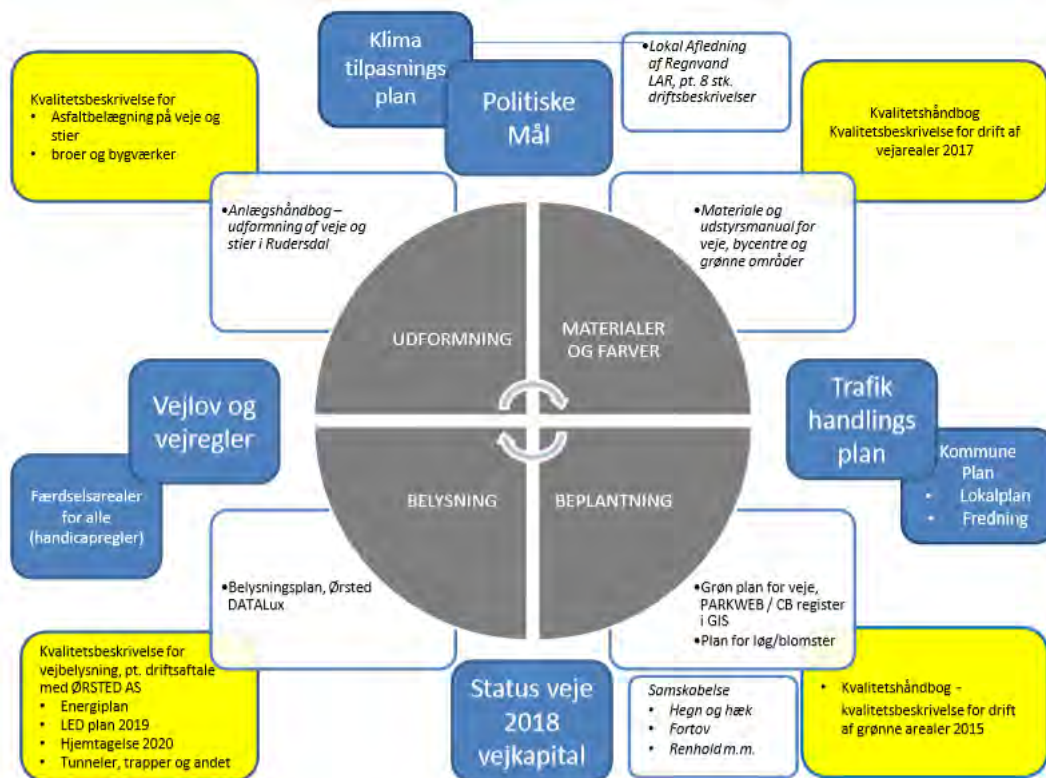 Klima
tilpasnings
plan
Politiske
Mål
•Lokal Afledning
af Regnvand
LAR, pt. 8 stk.
driftsbeskrivelser
Kvalitetsbeskrivelse for
• Asfaltbelægning på veje og
stier
• broer og bygværker
Kvalitetshåndbog
Kvalitetsbeskrivelse for drift af
vejarealer 2017
•Anlægshåndbog –
udformning af veje og
stier i Rudersdal
•Materiale og
udstyrsmanual for
veje, bycentre og
grønne områder
UDFORMNING
MATERIALER
OG FARVER
Vejlov og
vejregler
Færdselsarealer
for alle
(handicapregler)
Trafik
handlings
plan
Kommune
Plan
• Lokalplan
• Fredning
BELYSNING
BEPLANTNING
•Belysningsplan, Ørsted
DATALux
•Grøn plan for veje,
PARKWEB / CB register
i GIS
•Plan for løg/blomster
Kvalitetsbeskrivelse for
vejbelysning, pt. driftsaftale
med ØRSTED AS
• Energiplan
• LED plan 2019
• Hjemtagelse 2020
• Tunneler, trapper og andet
Status veje
2018
vejkapital
Samskabelse
• Hegn og hæk
• Fortov
• Renhold m.m.
• Kvalitetshåndbog -
kvalitetsbeskrivelse for drift
af grønne arealer 2015